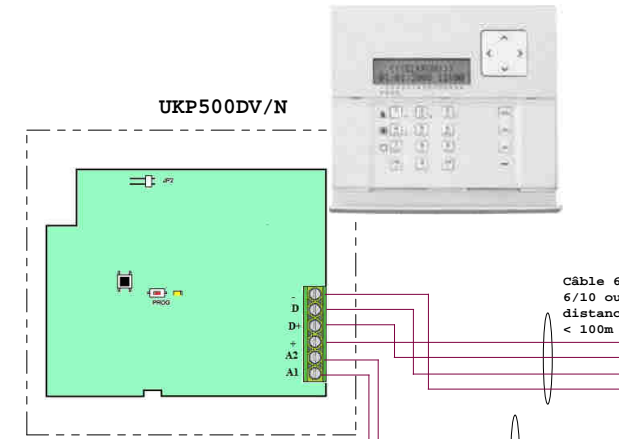 UKP500DV/N
JP2
PROG
-
D
D+
+
A2
A1
Câble 6
6/10 ou
distanc
< 100m